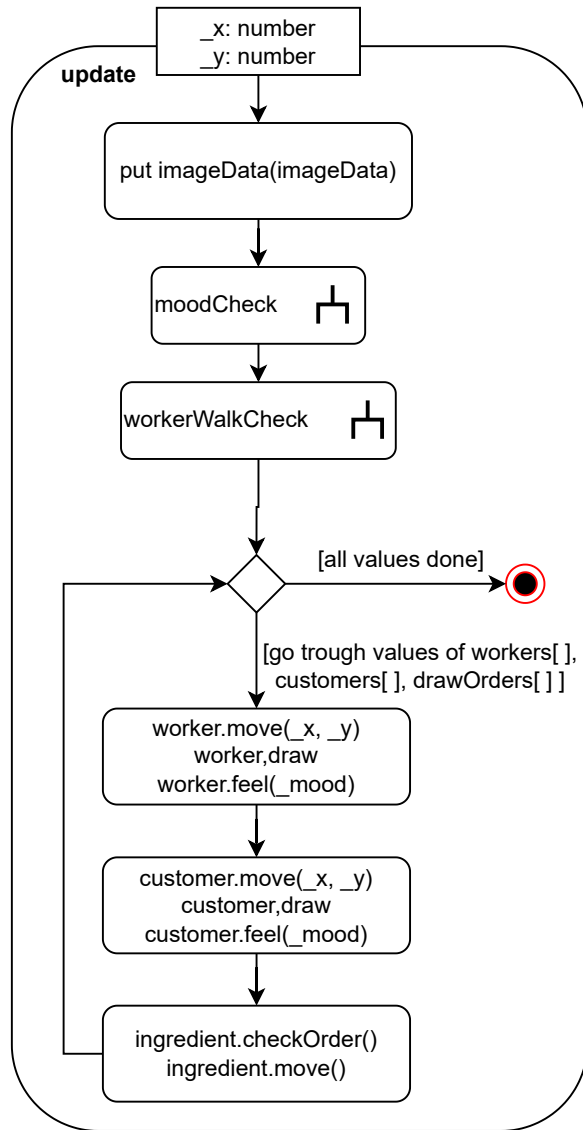 _x: number
_y: number
update
put imageData(imageData)
moodCheck
workerWalkCheck
[all values done]
[go trough values of workers[ ],
customers[ ], drawOrders[ ] ]
worker.move(_x, _y)
worker,draw
worker.feel(_mood)
customer.move(_x, _y)
customer,draw
customer.feel(_mood)
ingredient.checkOrder()
ingredient.move()